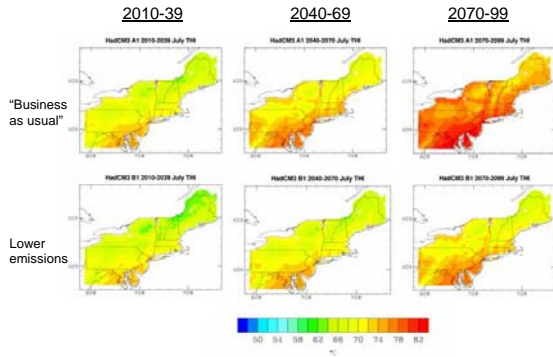 2010-39 2040-69 2070-99
HadCM3 A1 2010-2039 July THI HadCM3 A1 2040-2070 July THI HadCM3 A1 2070-2099 July THI
“Business
as usual”
HadCM3 B1 2010-2039 July THI HadCM3 B1 2040-2070 July THI HadCM3 B1 2070-2099 July THI
Lower
emissions
50 54 58 62 66 70 74 78 82